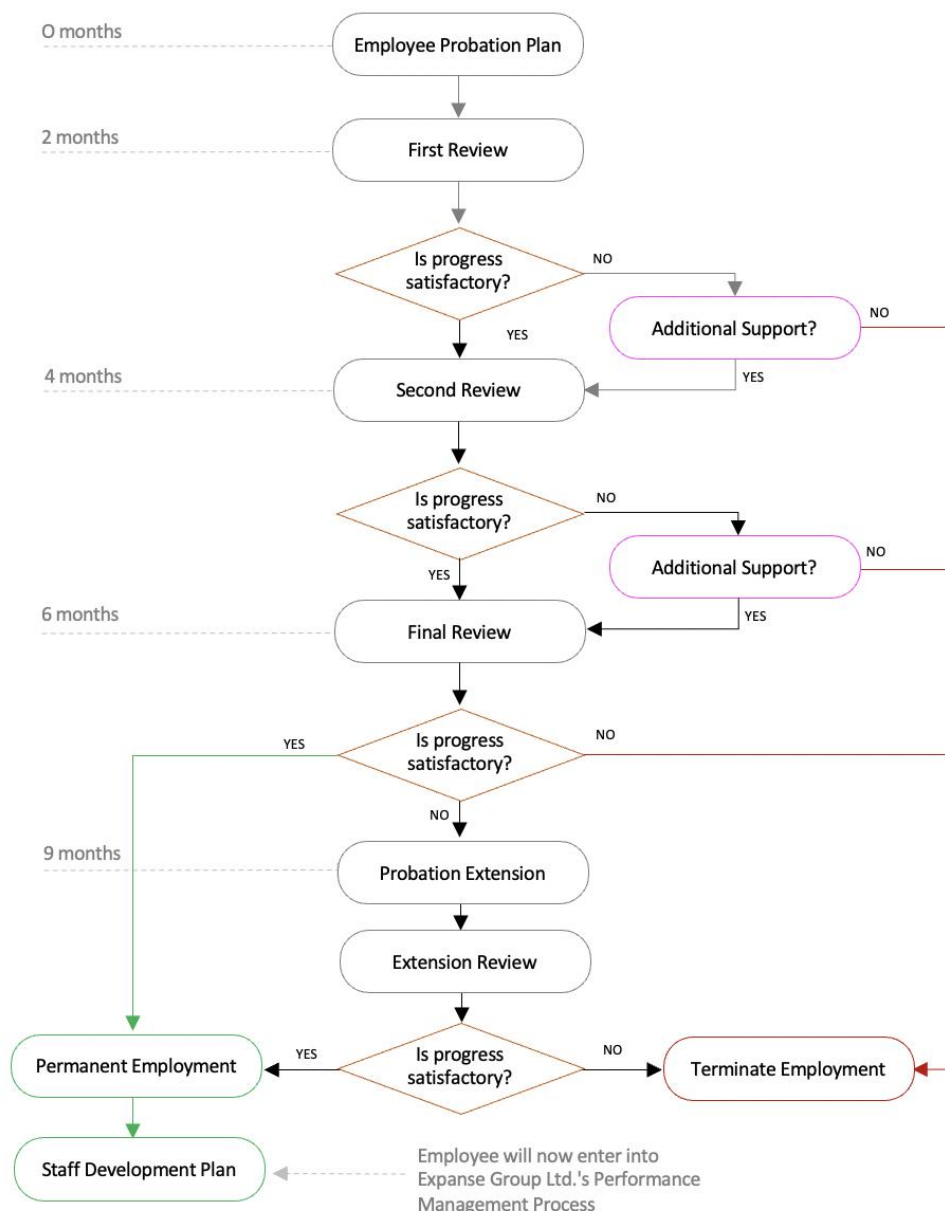 O months
Employee Probation Plan
2 months
First Review
Is progress
satisfactory?
NO
Additional Support?
NO
YES
YES
4 months
Second Review
Is progress
satisfactory?
NO
Additional Support?
NO
YES
YES
6 months
Final Review
YES
Is progress
satisfactory?
NO
NO
9 months
Probation Extension
Extension Review
Permanent Employment
YES
Is progress
satisfactory?
NO
Terminate Employment
Staff Development Plan
Employee will now enter into
Expanse Group Ltd.'s Performance
Management Process